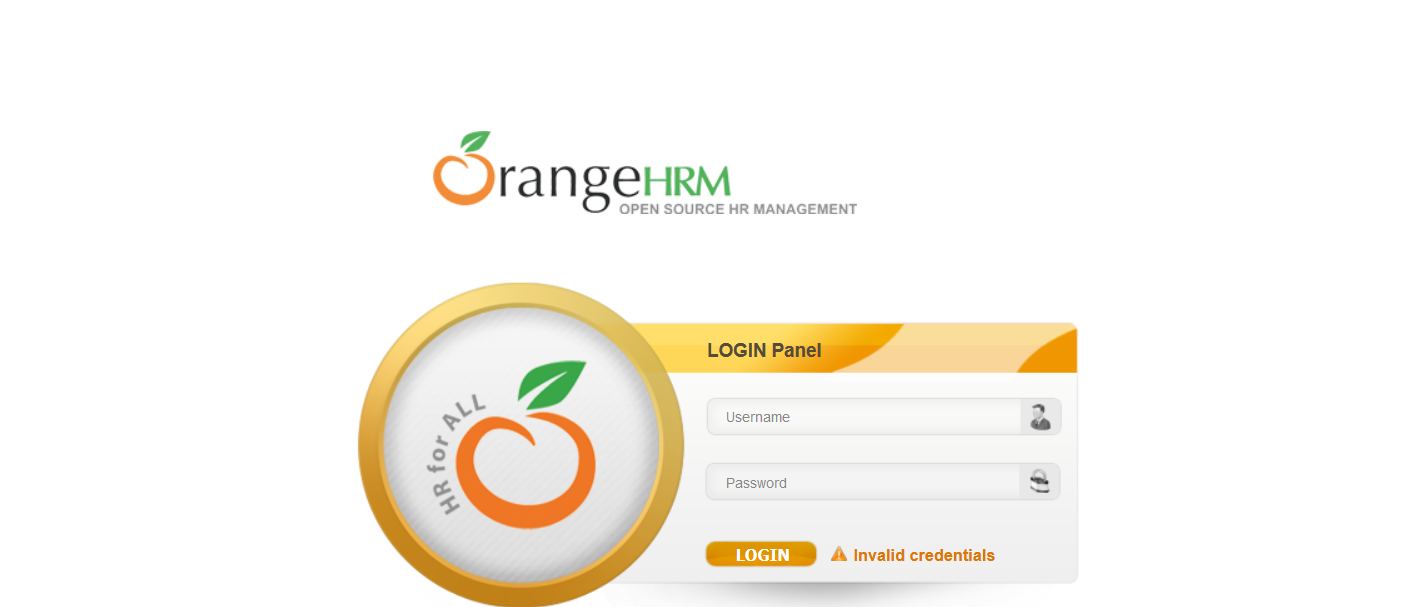 OrangeHRM
OPEN SOURCE HR MANAGEMENT
HR for ALL
LOGIN Panel
Username
Password
LOGIN
Invalid credentials